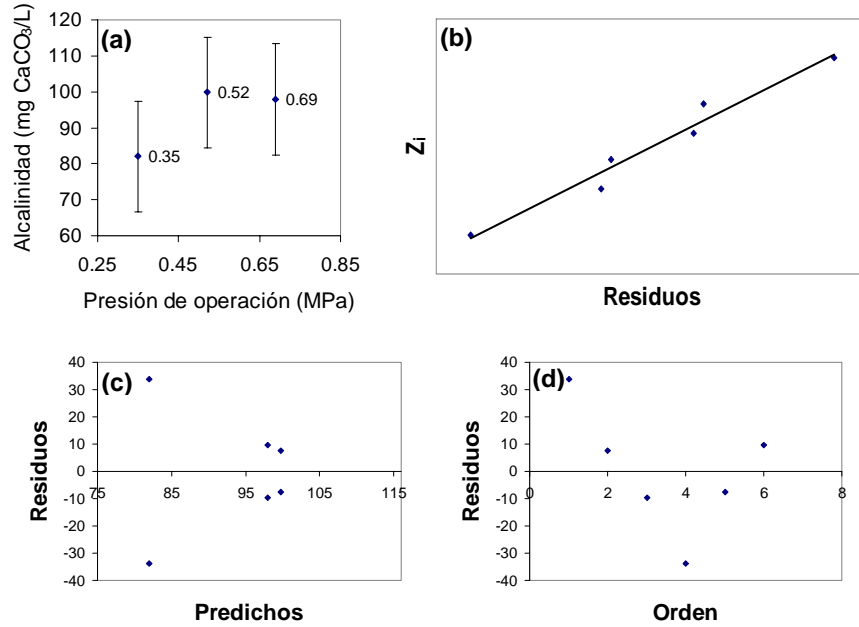 (a)
Alcalinidad (mg CaCO₃/L)
120
110
100
90
80
70
60
0.35
0.52
0.69
0.25 0.45 0.65 0.85
Presión de operación (MPa)
(b)
Zi
Residuos
(c)
Residuos
40
30
20
10
0
-10
-20
-30
-40
75 85 95 105 115
Predichos
(d)
Residuos
40
30
20
10
0
-10
-20
-30
-40
0 2 4 6 8
Orden